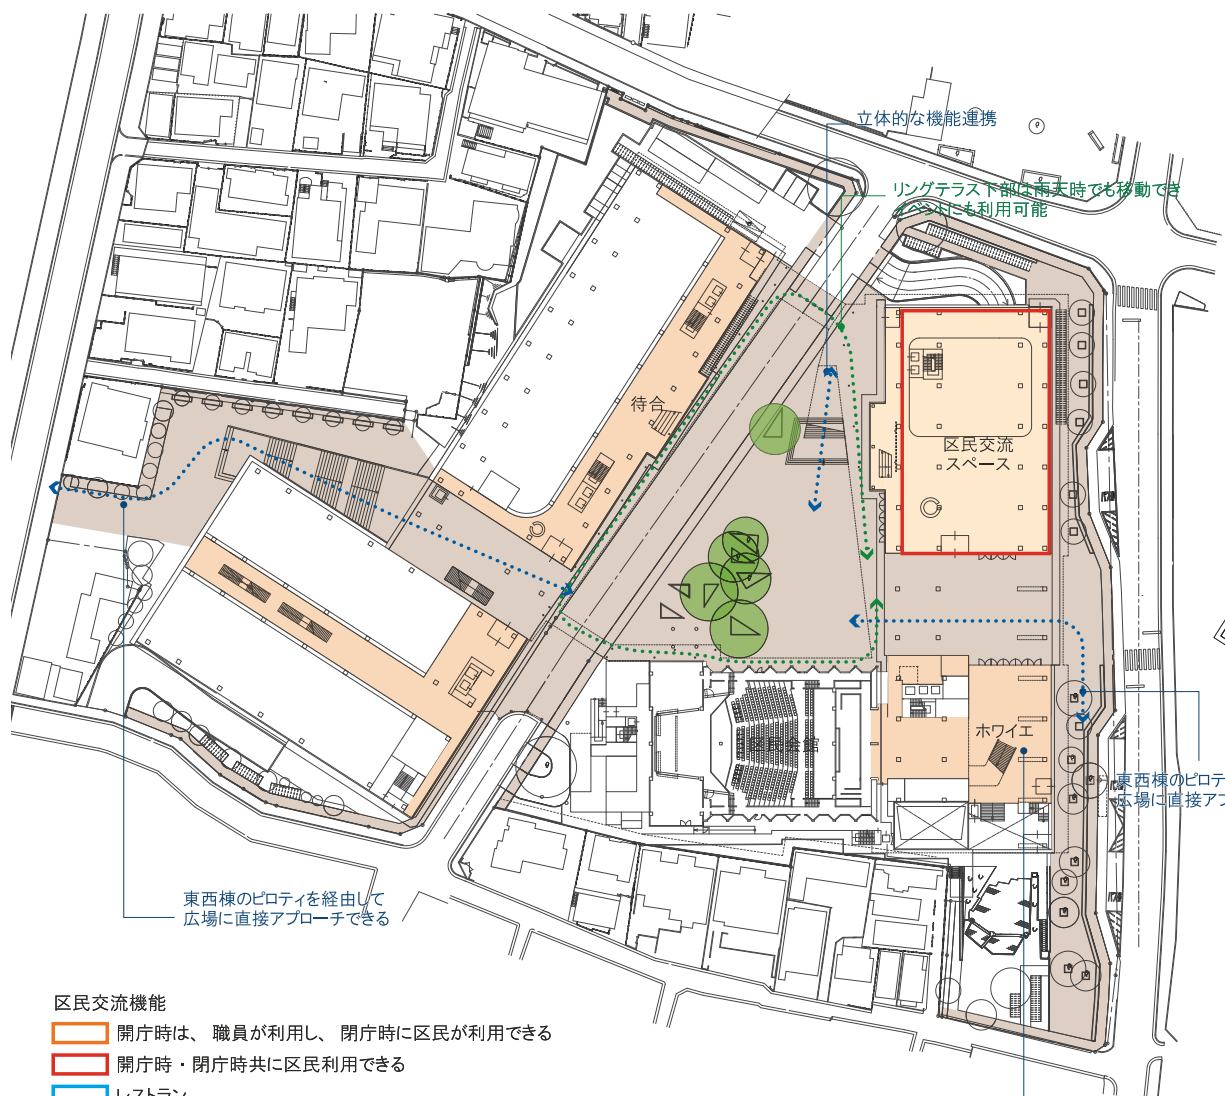 立体的な機能連携
リングテラス下部は雨天時でも移動でき
イベントにも利用可能
待合
区民交流
スペース
ホワイエ
区民会館
東西棟のピロテ
広場に直接アプ
東西棟のピロティを経由して
広場に直接アプローチできる
区民交流機能
開庁時は、職員が利用し、閉庁時に区民が利用できる
開庁時・閉庁時共に区民利用できる
レストラン